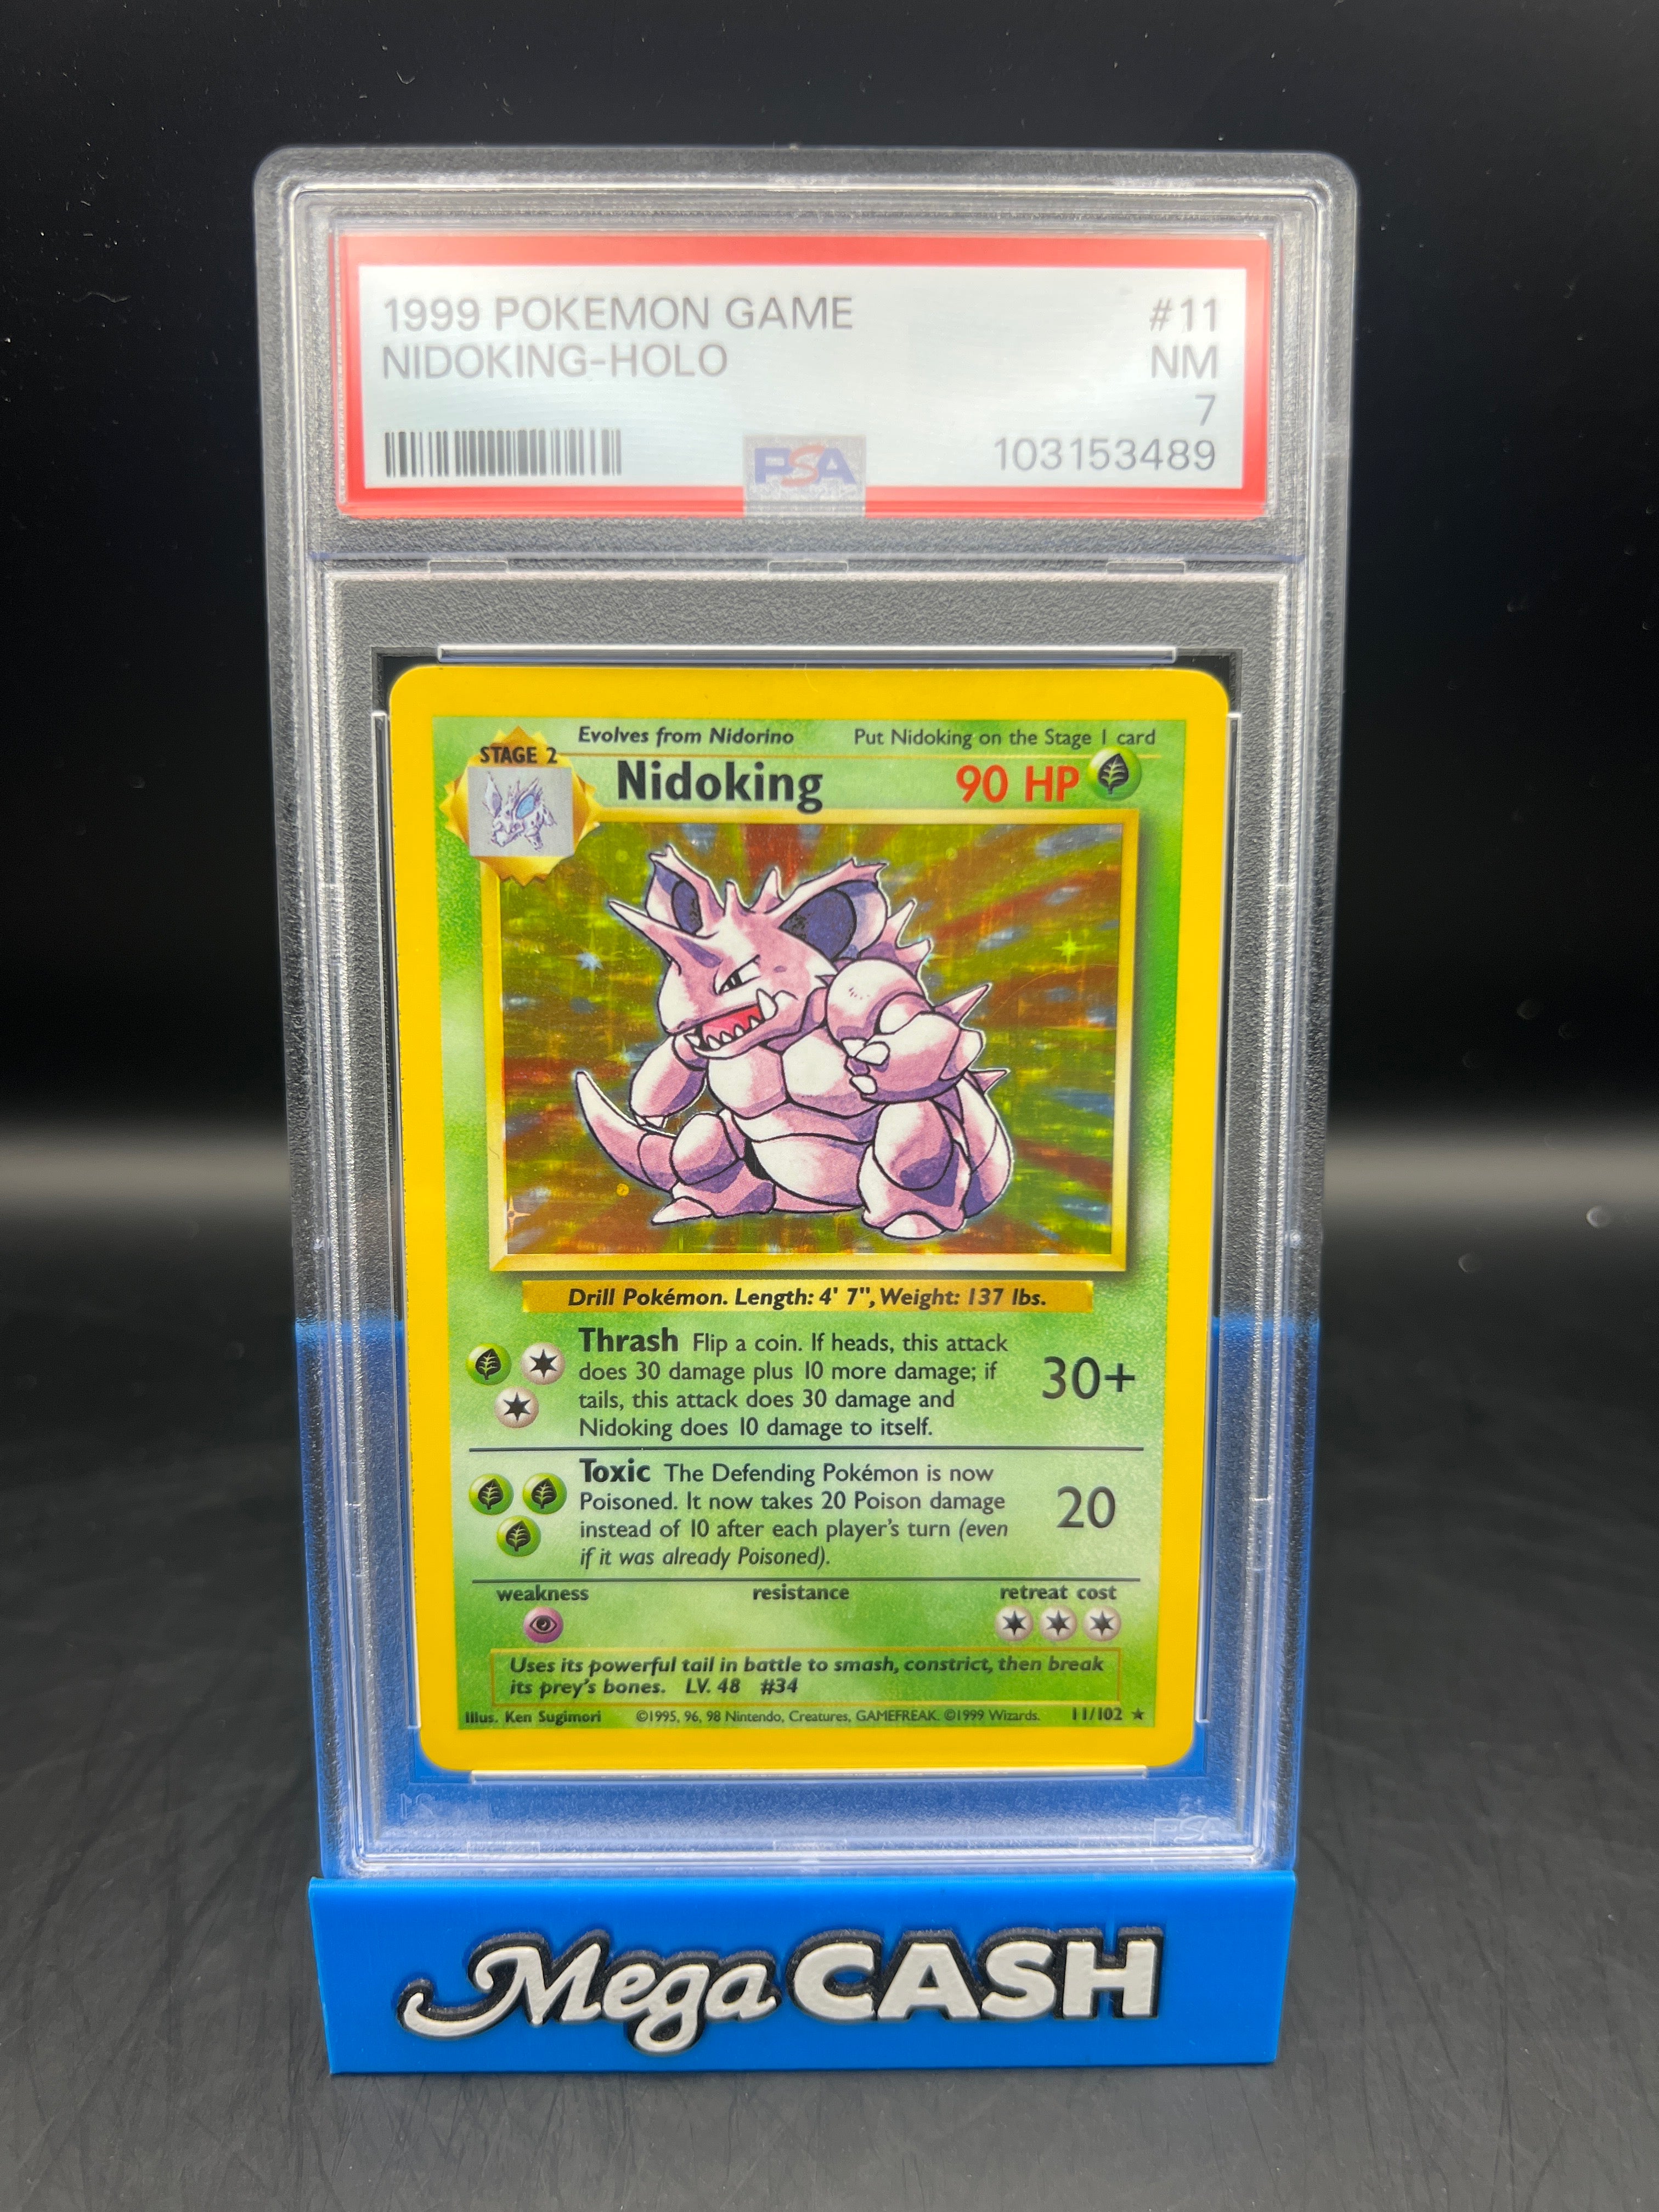 1999 POKEMON GAME #11
NIDOKING-HOLO NM
7
PSA 103153489
Evolves from Nidorino Put Nidoking on the Stage 1 card
STAGE 2
Nidoking 90 HP
Drill Pokémon. Length: 4' 7", Weight: 137 lbs.
Thrash Flip a coin. If heads, this attack
does 30 damage plus 10 more damage; if
tails, this attack does 30 damage and
Nidoking does 10 damage to itself.
30+
Toxic The Defending Pokémon is now
Poisoned. It now takes 20 Poison damage
instead of 10 after each player's turn (even
if it was already Poisoned).
20
weakness resistance retreat cost
Uses its powerful tail in battle to smash, constrict, then break
its prey's bones. LV. 48 #34
Illus. Ken Sugimori ©1995, 96, 98 Nintendo, Creatures, GAMEFREAK. ©1999 Wizards. 11/102 ★
PSA
Mega CASH